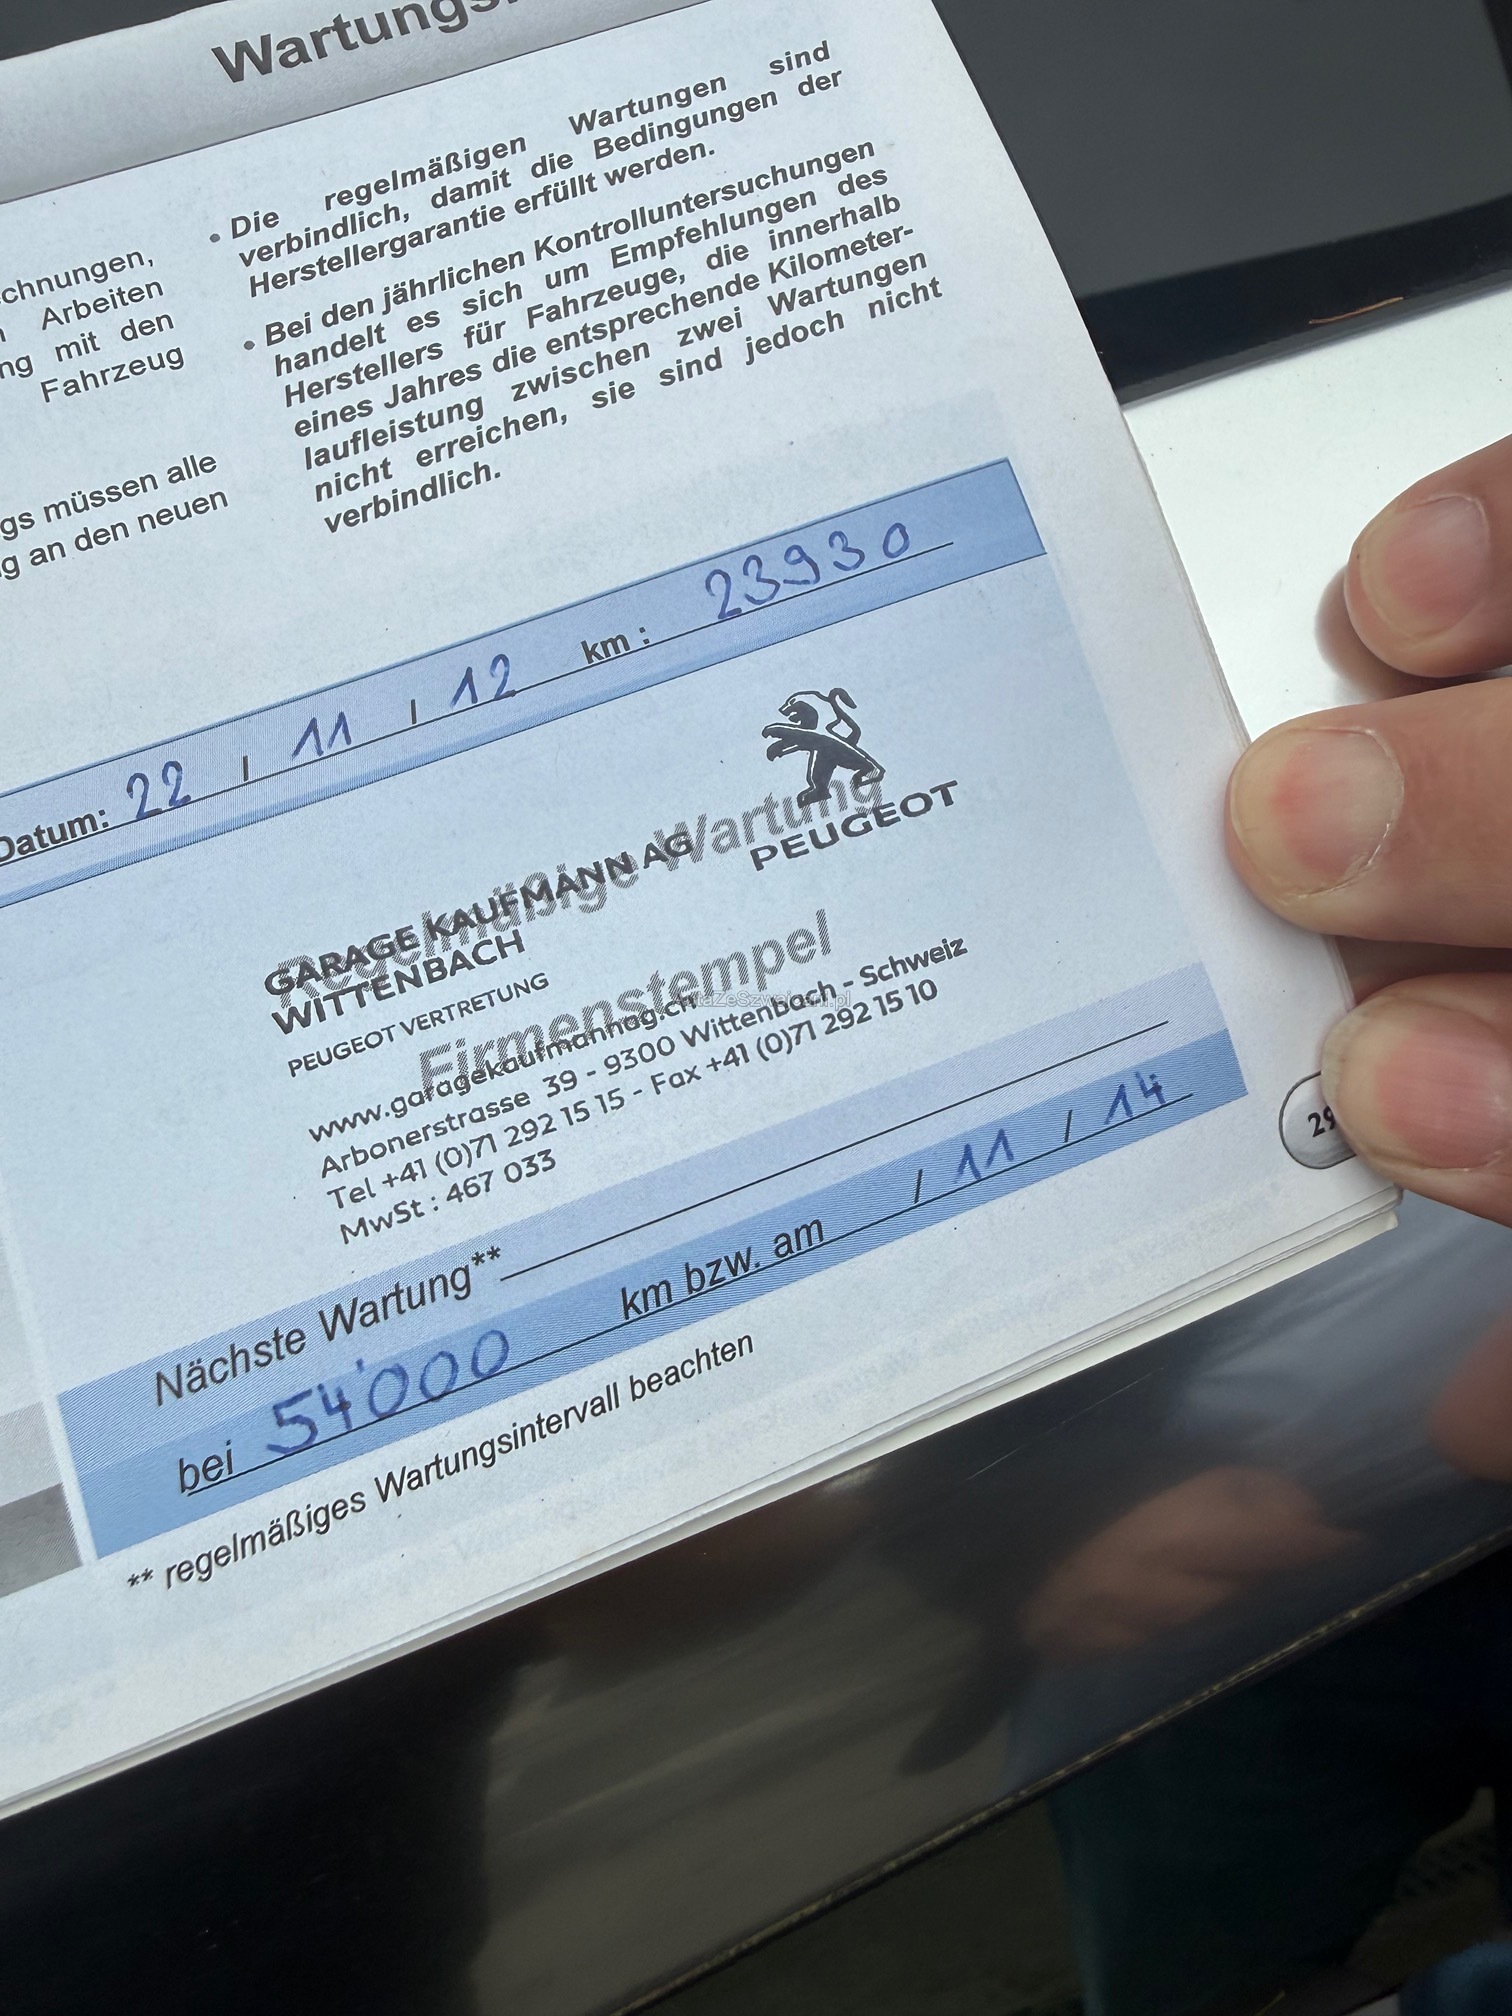 Die regelmäßigen Wartungen sind
verbindlich, damit die Bedingungen der
Herstellergarantie erfüllt werden.
Bei den jährlichen Kontrolluntersuchungen
handelt es sich um Empfehlungen des
Herstellers für Fahrzeuge, die innerhalb
eines Jahres die entsprechende Kilometer-
laufleistung zwischen zwei Wartungen
nicht erreichen, sie sind jedoch nicht
verbindlich.
Arbeiten
mit den
Fahrzeug
müssen alle
an den neuen
Datum: 22 / 11 / 12 km : 23930
Regelmäßige Wartung
PEUGEOT
GARAGE KAUFMANN AG
WITTENBACH
PEUGEOT VERTRETUNG
Firmenstempel
www.garagekaufmannag.ch
Arbonerstrasse 39 - 9300 Wittenbach - Schweiz
Tel +41 (0)71 292 15 15 - Fax +41 (0)71 292 15 10
MwSt : 467 033
Nächste Wartung**
bei 54'000 km bzw. am / 11 / 14
** regelmäßiges Wartungsintervall beachten